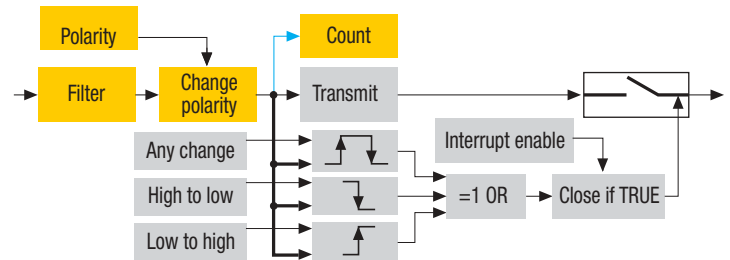 Polarity
Count
Filter
Change
polarity
Transmit
Any change
Interrupt enable
High to low
=1 OR
Close if TRUE
Low to high